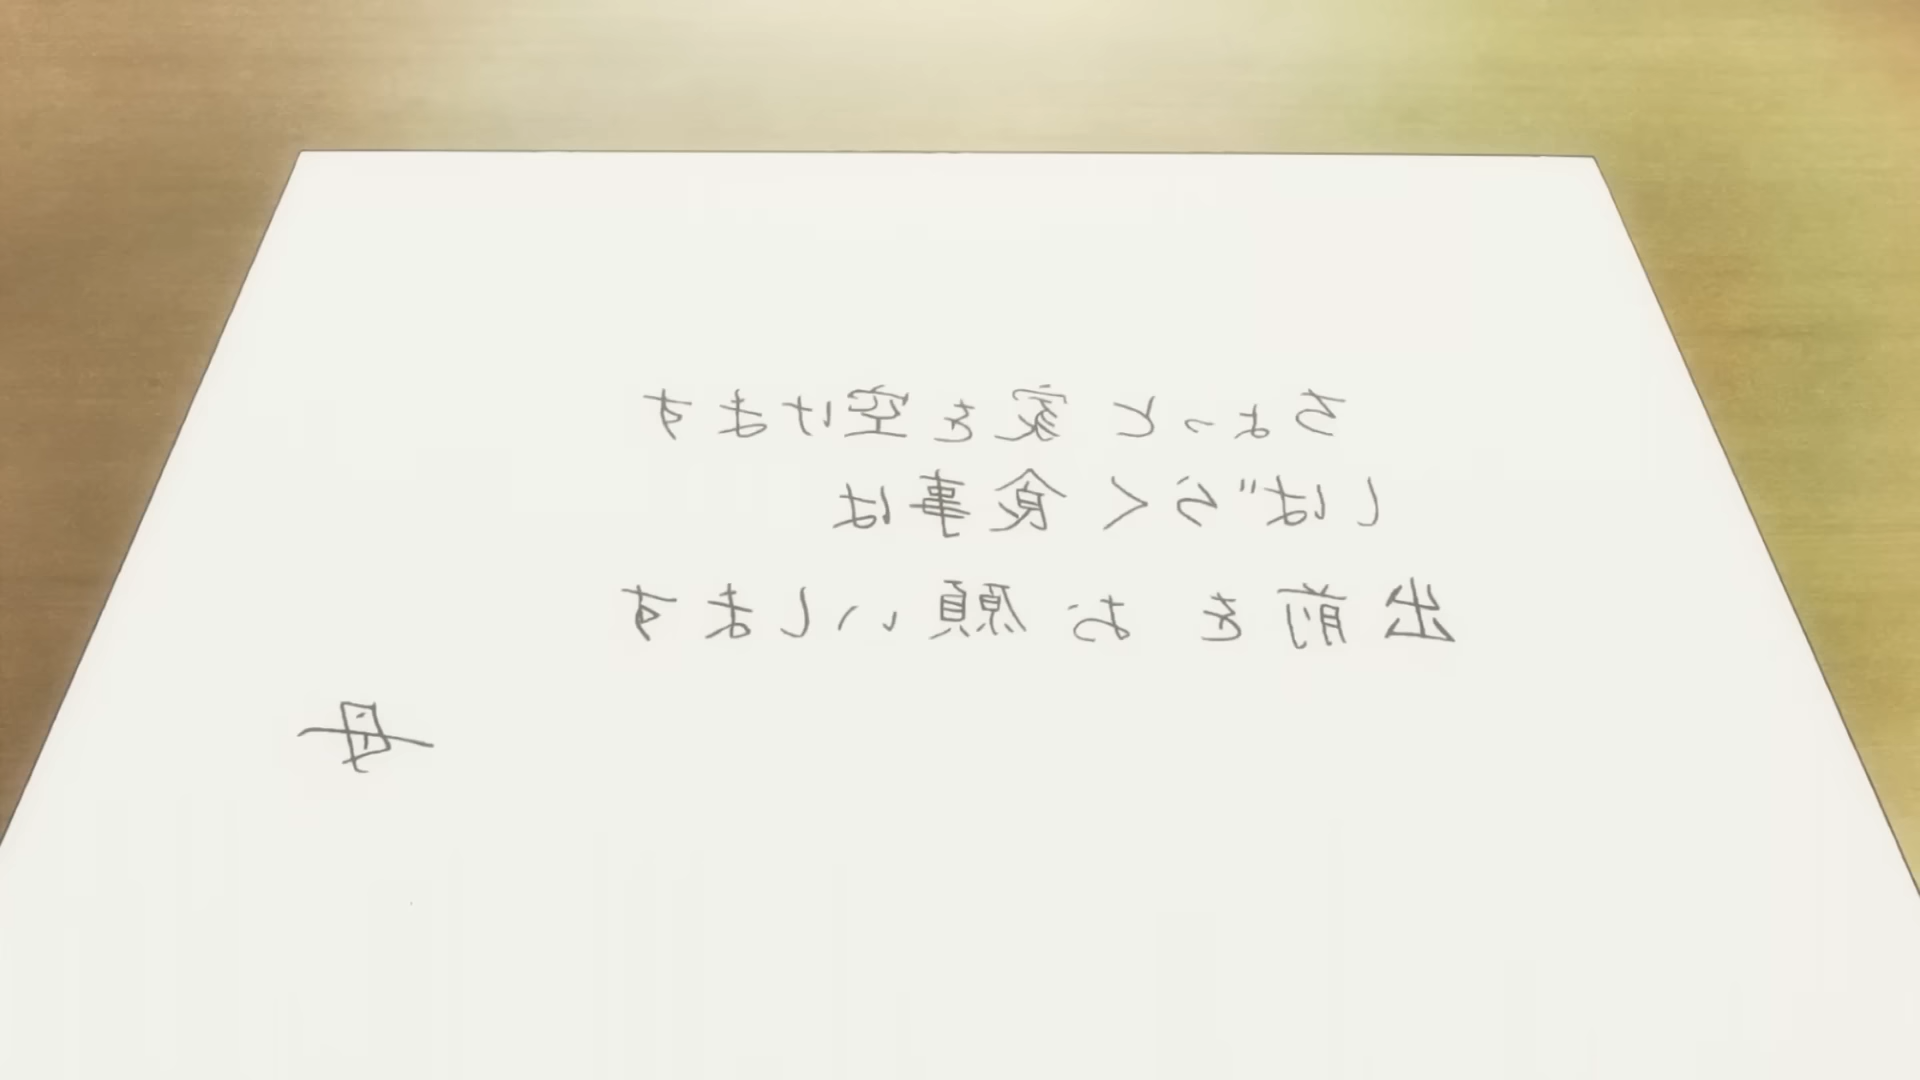 ちょっと家を空けます
しばらく食事は
出前をお願いします
母